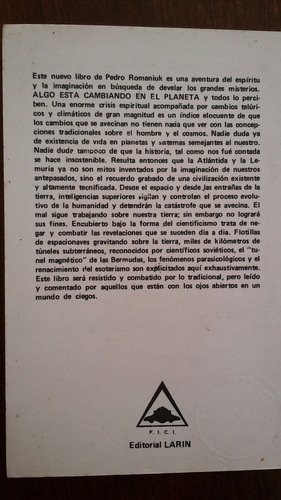 Este nuevo libro de Pedro Romaniuk es una aventura del espíritu
y la imaginación en búsqueda de develar los grandes misterios.
ALGO ESTA CAMBIANDO EN EL PLANETA y todos lo perci-
ben. Una enorme crisis espiritual acompañada por cambios telúri-
cos y climáticos de gran magnitud es un índice elocuente de que
los cambios que se avecinan no tienen que ver con las concep-
ciones tradicionales sobre el hombre y el cosmos. Nadie duda ya
de existencia de vida en planetas y sistemas semejantes al nuestro.
Nadie duda tampoco de que la historia, tal como nos fué contada
se hace insostenible. Resulta entonces que la Atlántida y la Le-
muria ya no son mitos inventados por la imaginación de nuestros
antepasados, sino el recuerdo grabado de una civilización existente
y altamente tecnificada. Desde el espacio y desde las entrañas de la
tierra, inteligencias superiores vigilan y controlan el proceso evolu-
tivo de la humanidad y detendrán la catástrofe que se avecina. El
mal sigue trabajando sobre nuestra tierra; sin embargo no logrará
sus fines. Encubierto bajo la forma del cientificismo trata de ne-
gar y combatir las revelaciones que se suceden día a día. Flotillas
de espacionaves gravitando sobre la tierra, miles de kilómetros de
túneles subterráneos, reconocidos por científicos soviéticos, el "tu-
nel magnético" de las Bermudas, los fenómenos parasicológicos y el
renacimiento del esoterismo son explicitados aquí exhaustivamente.
Este libro será resistido y combatido por lo tradicional, pero leído
y comentado por aquellos que están con los ojos abiertos en un
mundo de ciegos.
F. I. C. I.
Editorial LARIN